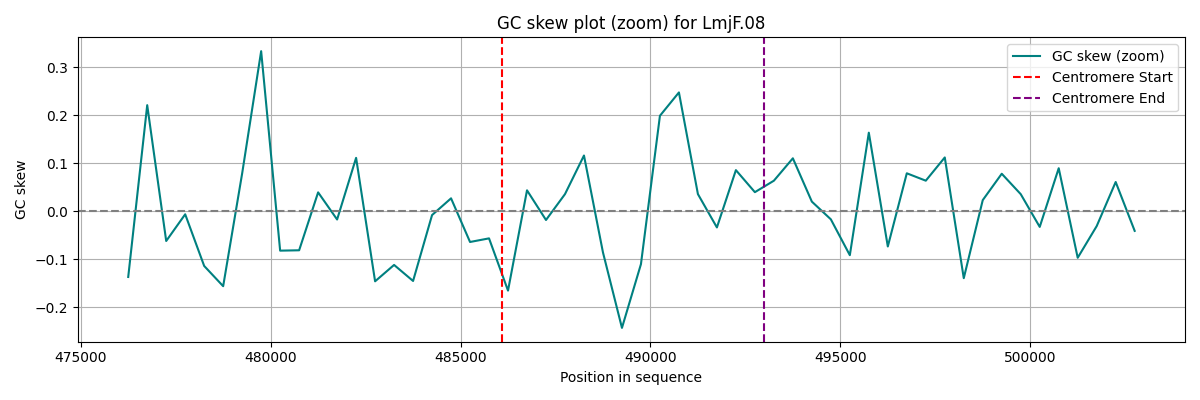 GC skew plot (zoom) for LmjF.08
GC skew (zoom)
Centromere Start
Centromere End
GC skew
0.3
0.2
0.1
0.0
−0.1
−0.2
475000 480000 485000 490000 495000 500000
Position in sequence